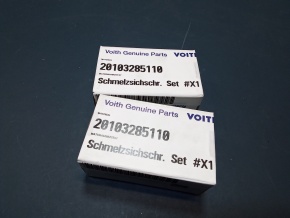 Voith Genuine Parts VOITH
20103285110
Schmelzsichschr. Set #X1
Voith Genuine Parts VOITH
20103285110
Schmelzsichschr. Set #X1